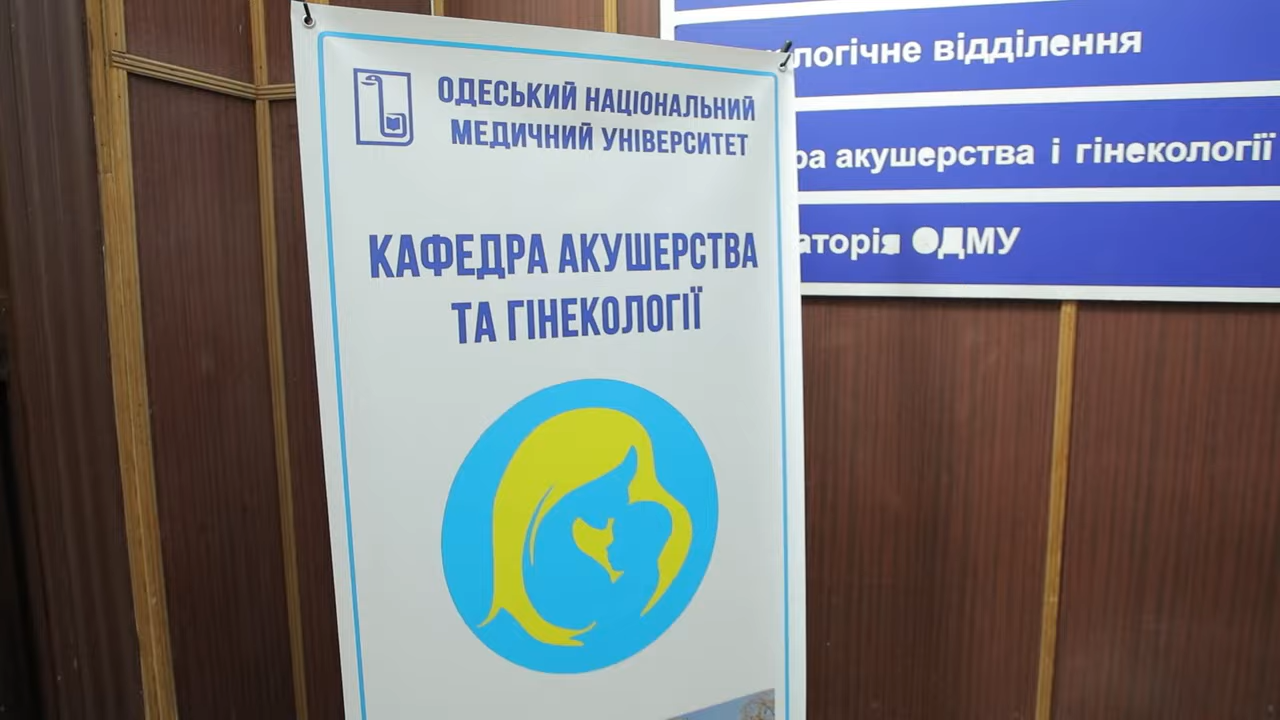 ОДЕСЬКИЙ НАЦІОНАЛЬНИЙ
МЕДИЧНИЙ УНІВЕРСИТЕТ
КАФЕДРА АКУШЕРСТВА
ТА ГІНЕКОЛОГІЇ
відділення
акушерства і гінекології
ОДМУ